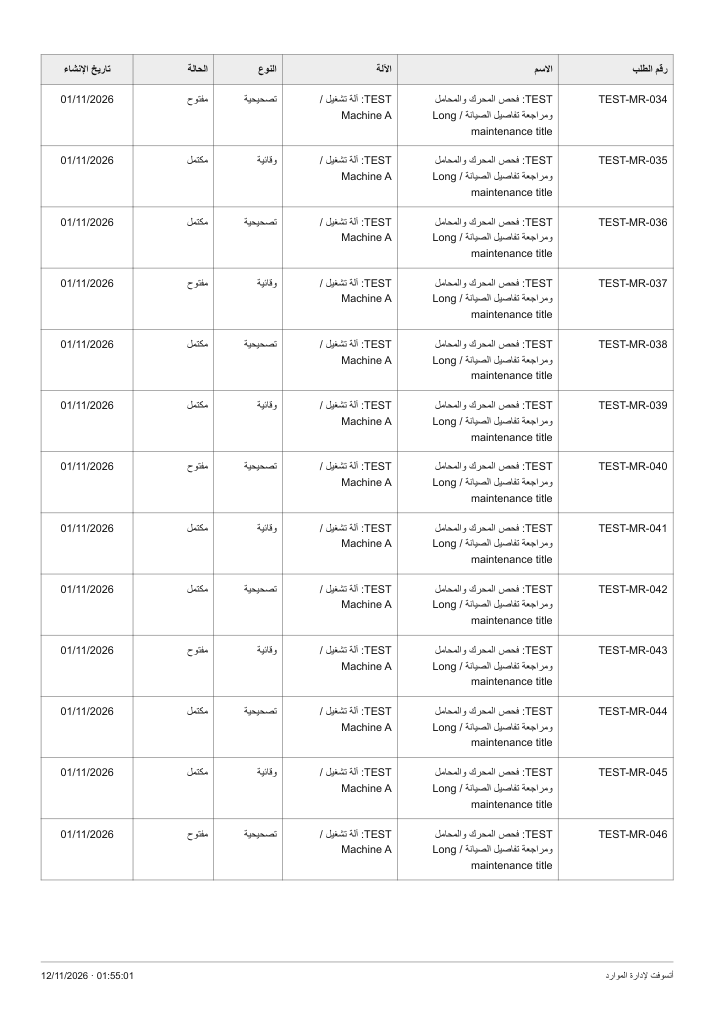 رقم الطلب الاسم الآلة النوع الحالة تاريخ الإنشاء
TEST-MR-034 TEST: فحص المحرك والمحامل TEST: آلة تشغيل / تصحيحية مفتوح 01/11/2026
ومراجعة تفاصيل الصيانة / Long Machine A
maintenance title
TEST-MR-035 TEST: فحص المحرك والمحامل TEST: آلة تشغيل / وقائية مكتمل 01/11/2026
ومراجعة تفاصيل الصيانة / Long Machine A
maintenance title
TEST-MR-036 TEST: فحص المحرك والمحامل TEST: آلة تشغيل / تصحيحية مكتمل 01/11/2026
ومراجعة تفاصيل الصيانة / Long Machine A
maintenance title
TEST-MR-037 TEST: فحص المحرك والمحامل TEST: آلة تشغيل / وقائية مفتوح 01/11/2026
ومراجعة تفاصيل الصيانة / Long Machine A
maintenance title
TEST-MR-038 TEST: فحص المحرك والمحامل TEST: آلة تشغيل / تصحيحية مكتمل 01/11/2026
ومراجعة تفاصيل الصيانة / Long Machine A
maintenance title
TEST-MR-039 TEST: فحص المحرك والمحامل TEST: آلة تشغيل / وقائية مكتمل 01/11/2026
ومراجعة تفاصيل الصيانة / Long Machine A
maintenance title
TEST-MR-040 TEST: فحص المحرك والمحامل TEST: آلة تشغيل / تصحيحية مفتوح 01/11/2026
ومراجعة تفاصيل الصيانة / Long Machine A
maintenance title
TEST-MR-041 TEST: فحص المحرك والمحامل TEST: آلة تشغيل / وقائية مكتمل 01/11/2026
ومراجعة تفاصيل الصيانة / Long Machine A
maintenance title
TEST-MR-042 TEST: فحص المحرك والمحامل TEST: آلة تشغيل / تصحيحية مكتمل 01/11/2026
ومراجعة تفاصيل الصيانة / Long Machine A
maintenance title
TEST-MR-043 TEST: فحص المحرك والمحامل TEST: آلة تشغيل / وقائية مفتوح 01/11/2026
ومراجعة تفاصيل الصيانة / Long Machine A
maintenance title
TEST-MR-044 TEST: فحص المحرك والمحامل TEST: آلة تشغيل / تصحيحية مكتمل 01/11/2026
ومراجعة تفاصيل الصيانة / Long Machine A
maintenance title
TEST-MR-045 TEST: فحص المحرك والمحامل TEST: آلة تشغيل / وقائية مكتمل 01/11/2026
ومراجعة تفاصيل الصيانة / Long Machine A
maintenance title
TEST-MR-046 TEST: فحص المحرك والمحامل TEST: آلة تشغيل / تصحيحية مفتوح 01/11/2026
ومراجعة تفاصيل الصيانة / Long Machine A
maintenance title
أتسوفت لإدارة الموارد 12/11/2026 · 01:55:01